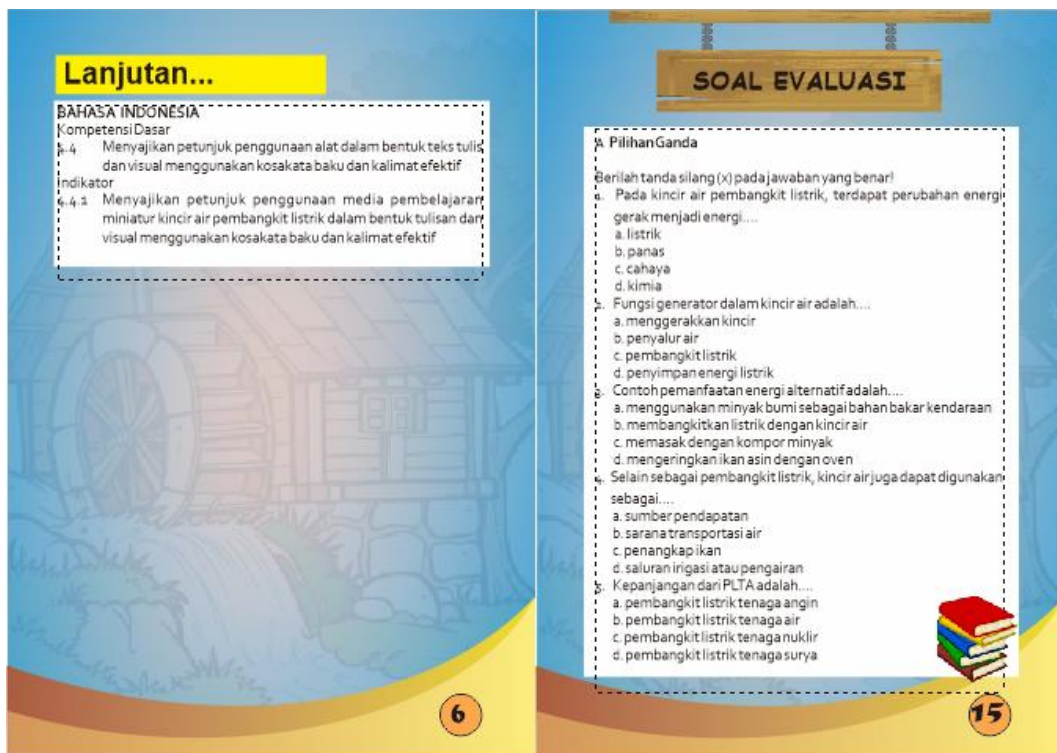 Lanjutan...
BAHASA INDONESIA
Kompetensi Dasar
4.4 Menyajikan petunjuk penggunaan alat dalam bentuk teks tulis
dan visual menggunakan kosakata baku dan kalimat efektif
Indikator
4.4.1 Menyajikan petunjuk penggunaan media pembelajaran
miniatur kincir air pembangkit listrik dalam bentuk tulisan dan
visual menggunakan kosakata baku dan kalimat efektif
6
SOAL EVALUASI
A Pilihan Ganda
Berilah tanda silang (x) pada jawaban yang benar!
1. Pada kincir air pembangkit listrik, terdapat perubahan energi
gerak menjadi energi....
a. listrik
b. panas
c. cahaya
d. kimia
2. Fungsi generator dalam kincir air adalah....
a. menggerakkan kincir
b. penyalur air
c. pembangkit listrik
d. penyimpan energi listrik
3. Contoh pemanfaatan energi alternatif adalah....
a. menggunakan minyak bumi sebagai bahan bakar kendaraan
b. membangkitkan listrik dengan kincir air
c. memasak dengan kompor minyak
d. mengeringkan ikan asin dengan oven
4. Selain sebagai pembangkit listrik, kincir air juga dapat digunakan
sebagai....
a. sumber pendapatan
b. sarana transportasi air
c. penangkap ikan
d. saluran irigasi atau pengairan
5. Kepanjangan dari PLTA adalah....
a. pembangkit listrik tenaga angin
b. pembangkit listrik tenaga air
c. pembangkit listrik tenaga nuklir
d. pembangkit listrik tenaga surya
15